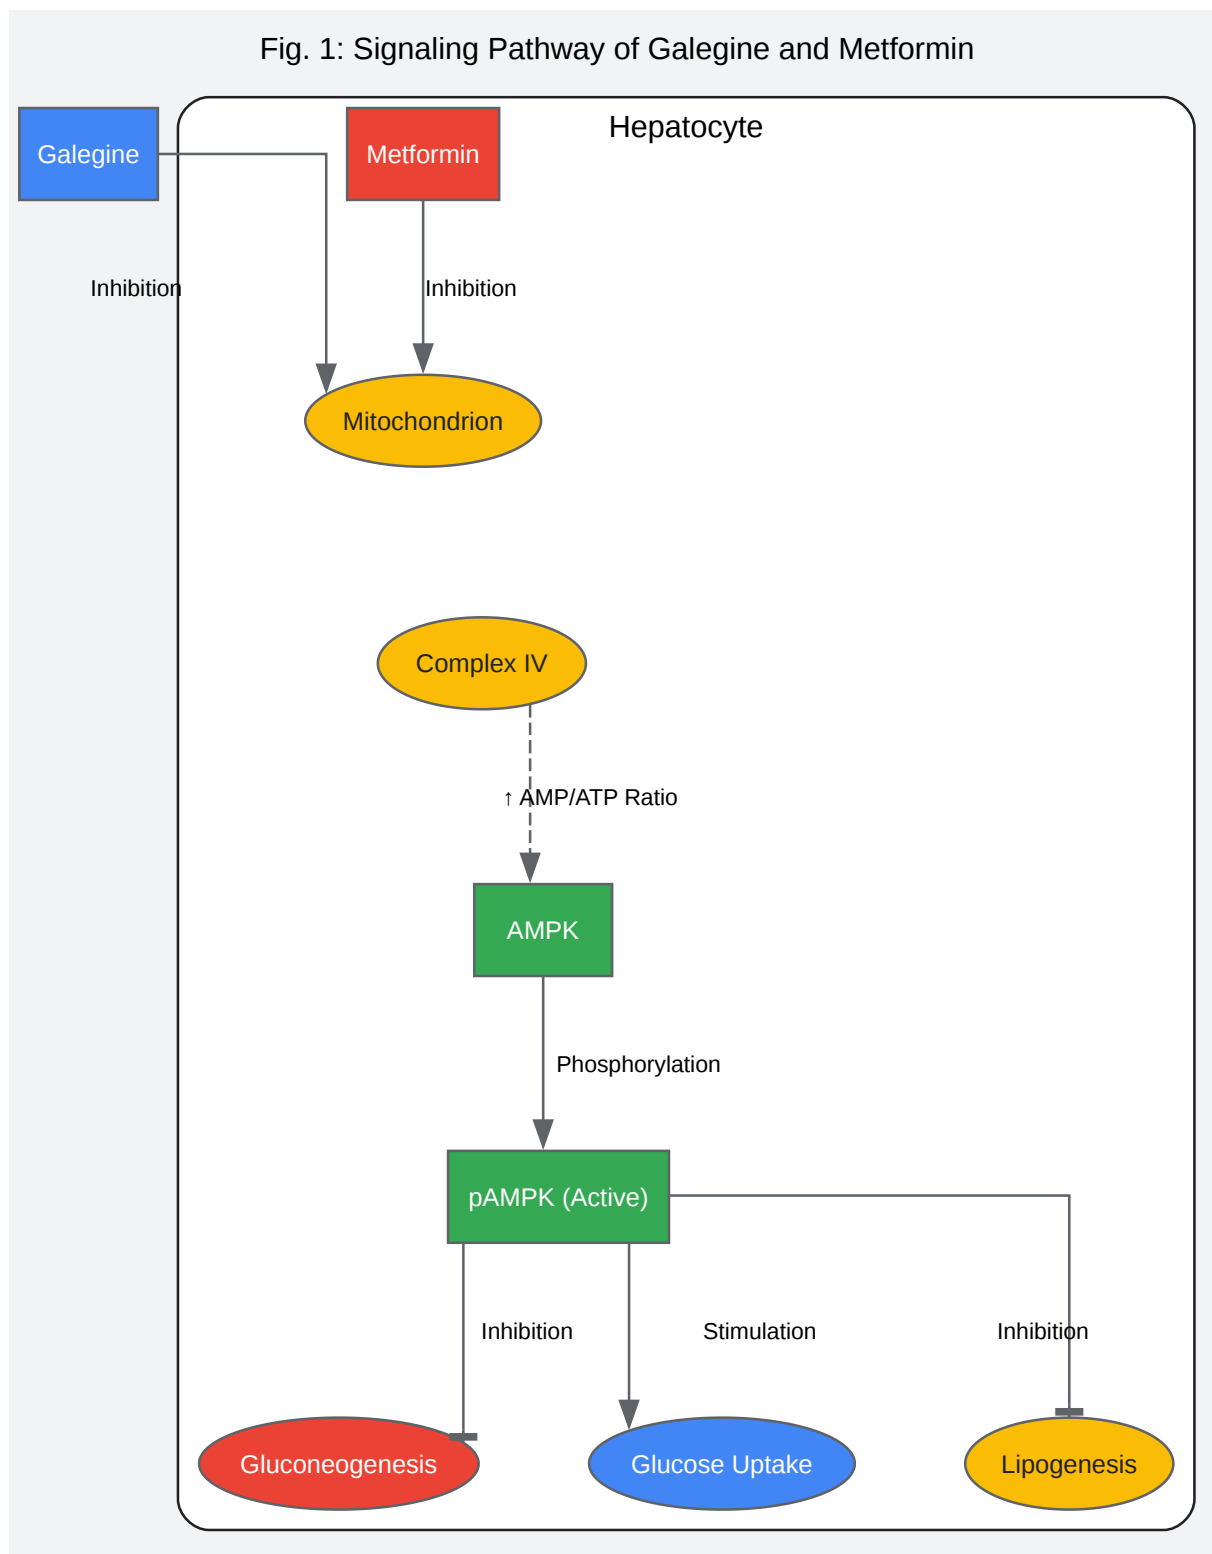 Fig. 1: Signaling Pathway of Galegine and Metformin
Hepatocyte
Galegine
Metformin
Inhibition
Inhibition
Mitochondrion
Complex IV
↑ AMP/ATP Ratio
AMPK
Phosphorylation
pAMPK (Active)
Inhibition
Stimulation
Inhibition
Gluconeogenesis
Glucose Uptake
Lipogenesis